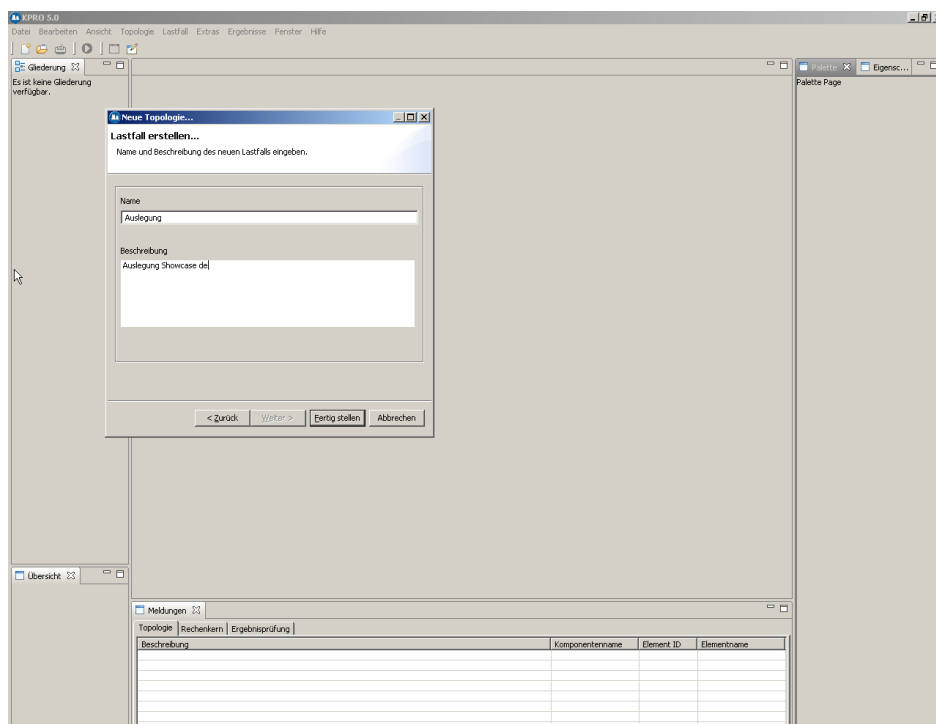 KPRO 5.0
Datei Bearbeiten Ansicht Topologie Lastfall Extras Ergebnisse Fenster Hilfe
Gliederung
Es ist keine Gliederung
verfügbar.
Neue Topologie...
Lastfall erstellen...
Name und Beschreibung des neuen Lastfalls eingeben.
Name
Auslegung
Beschreibung
Auslegung Showcase de
< Zurück Weiter > Fertig stellen Abbrechen
Palette Eigensc...
Palette Page
Übersicht
Meldungen
Topologie Rechenkern Ergebnisprüfung
Beschreibung Komponentenname Element ID Elementname